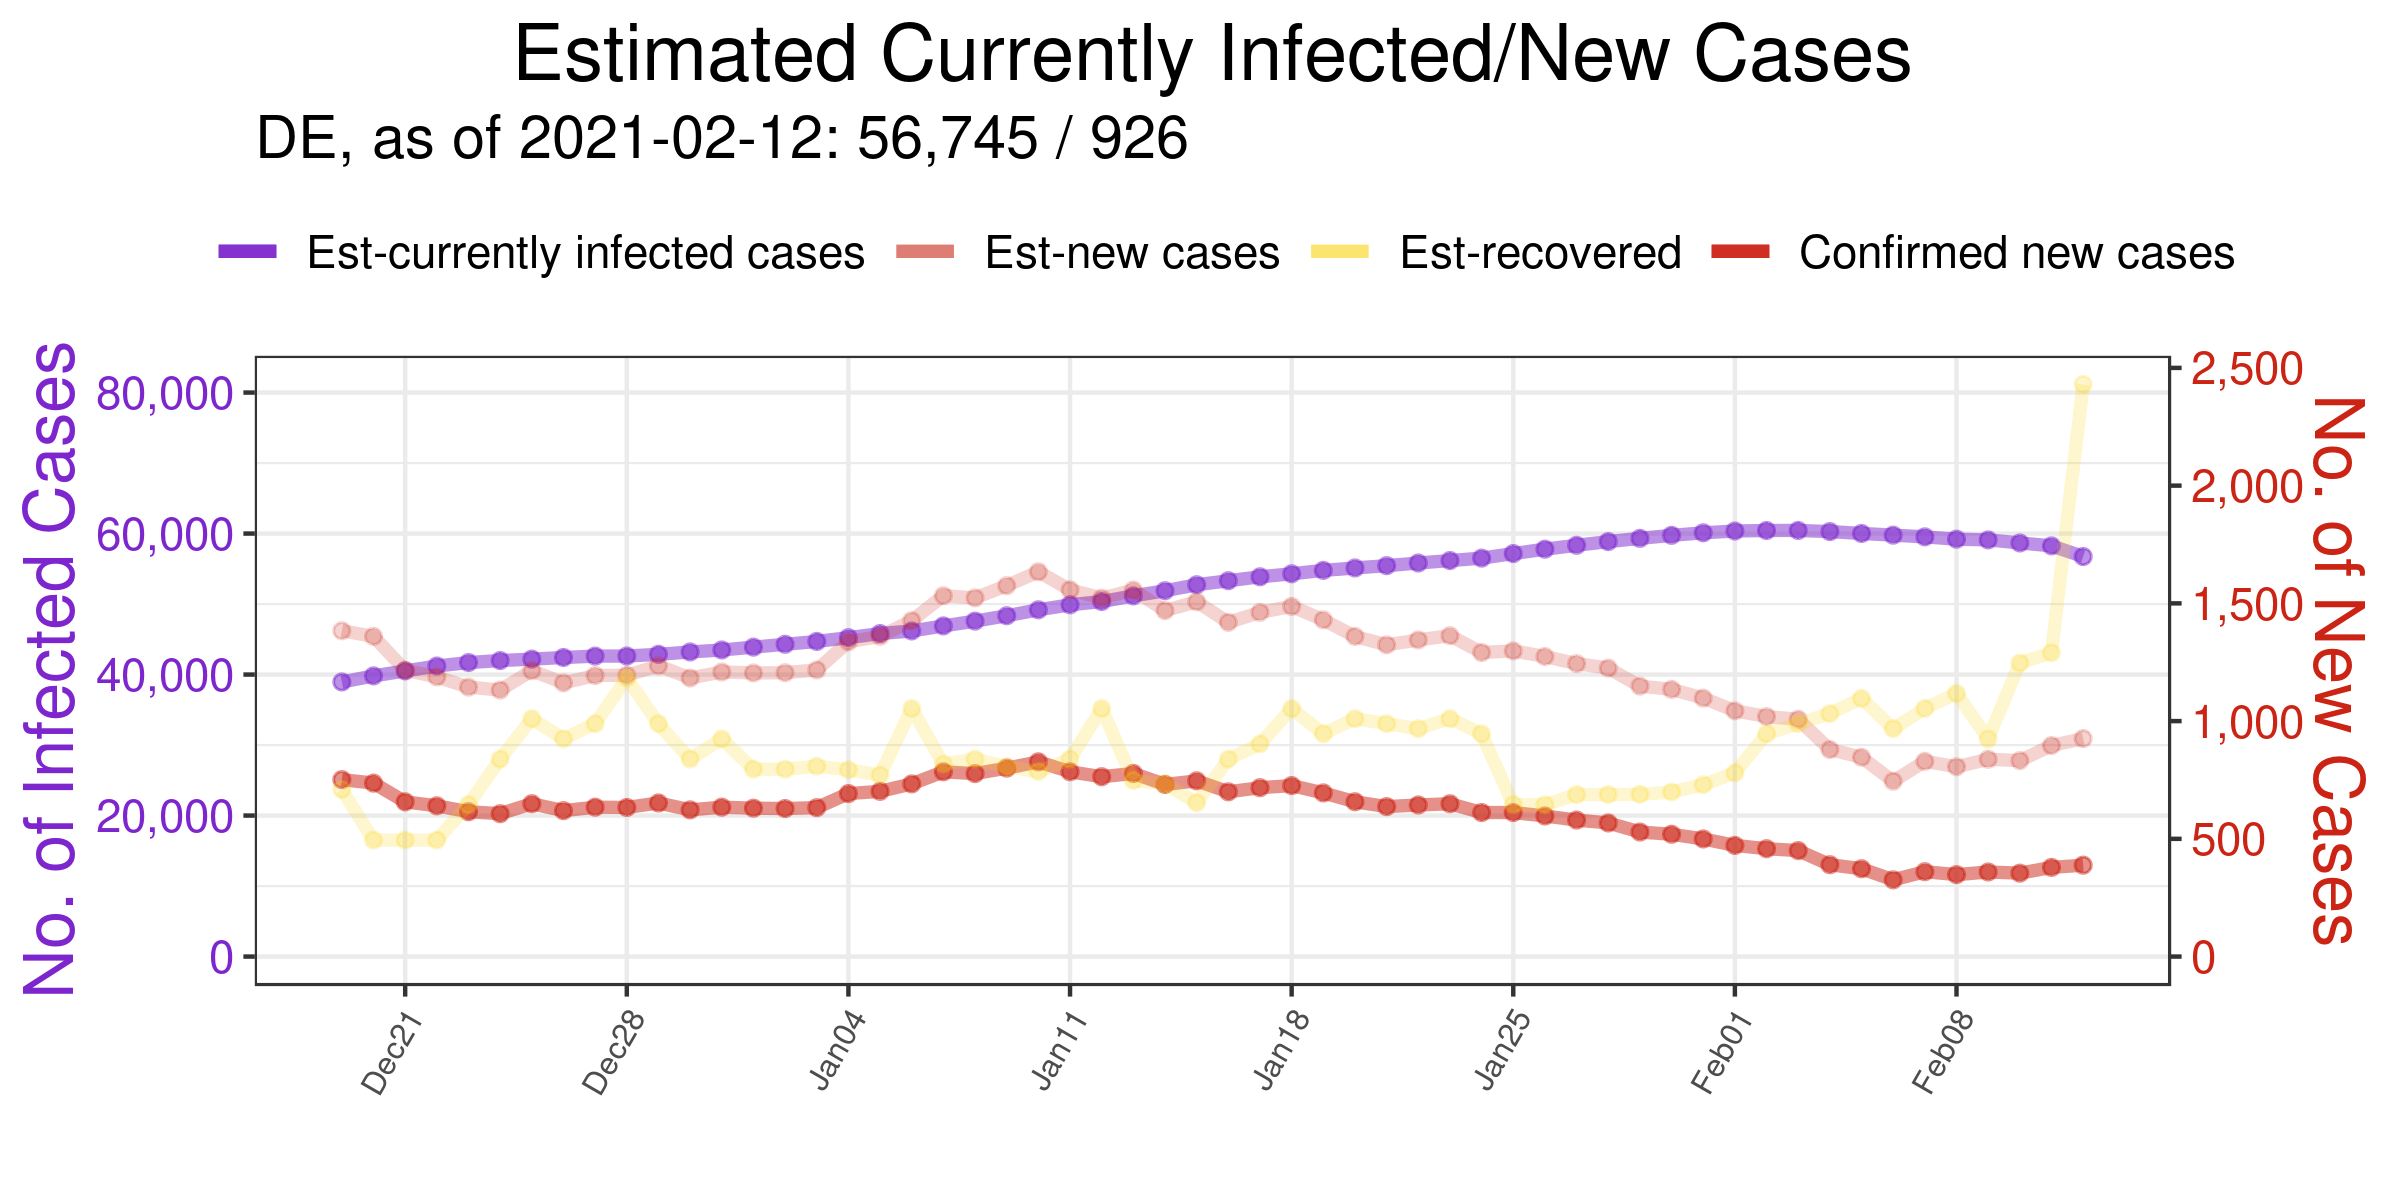 Estimated Currently Infected/New Cases
DE, as of 2021-02-12: 56,745 / 926
Est-currently infected cases Est-new cases Est-recovered Confirmed new cases
No. of Infected Cases
80,000
60,000
40,000
20,000
0
2,500
2,000
1,500
1,000
500
0
No. of New Cases
Dec21 Dec28 Jan04 Jan11 Jan18 Jan25 Feb01 Feb08